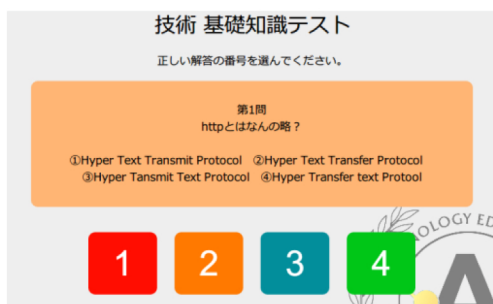 技術 基礎知識テスト
正しい解答の番号を選んでください。
第1問
httpとはなんの略？
①Hyper Text Transmit Protocol ②Hyper Text Transfer Protocol
③Hyper Tansmit Text Protocol ④Hyper Transfer text Protool
1 2 3 4
OLOGY ED
A